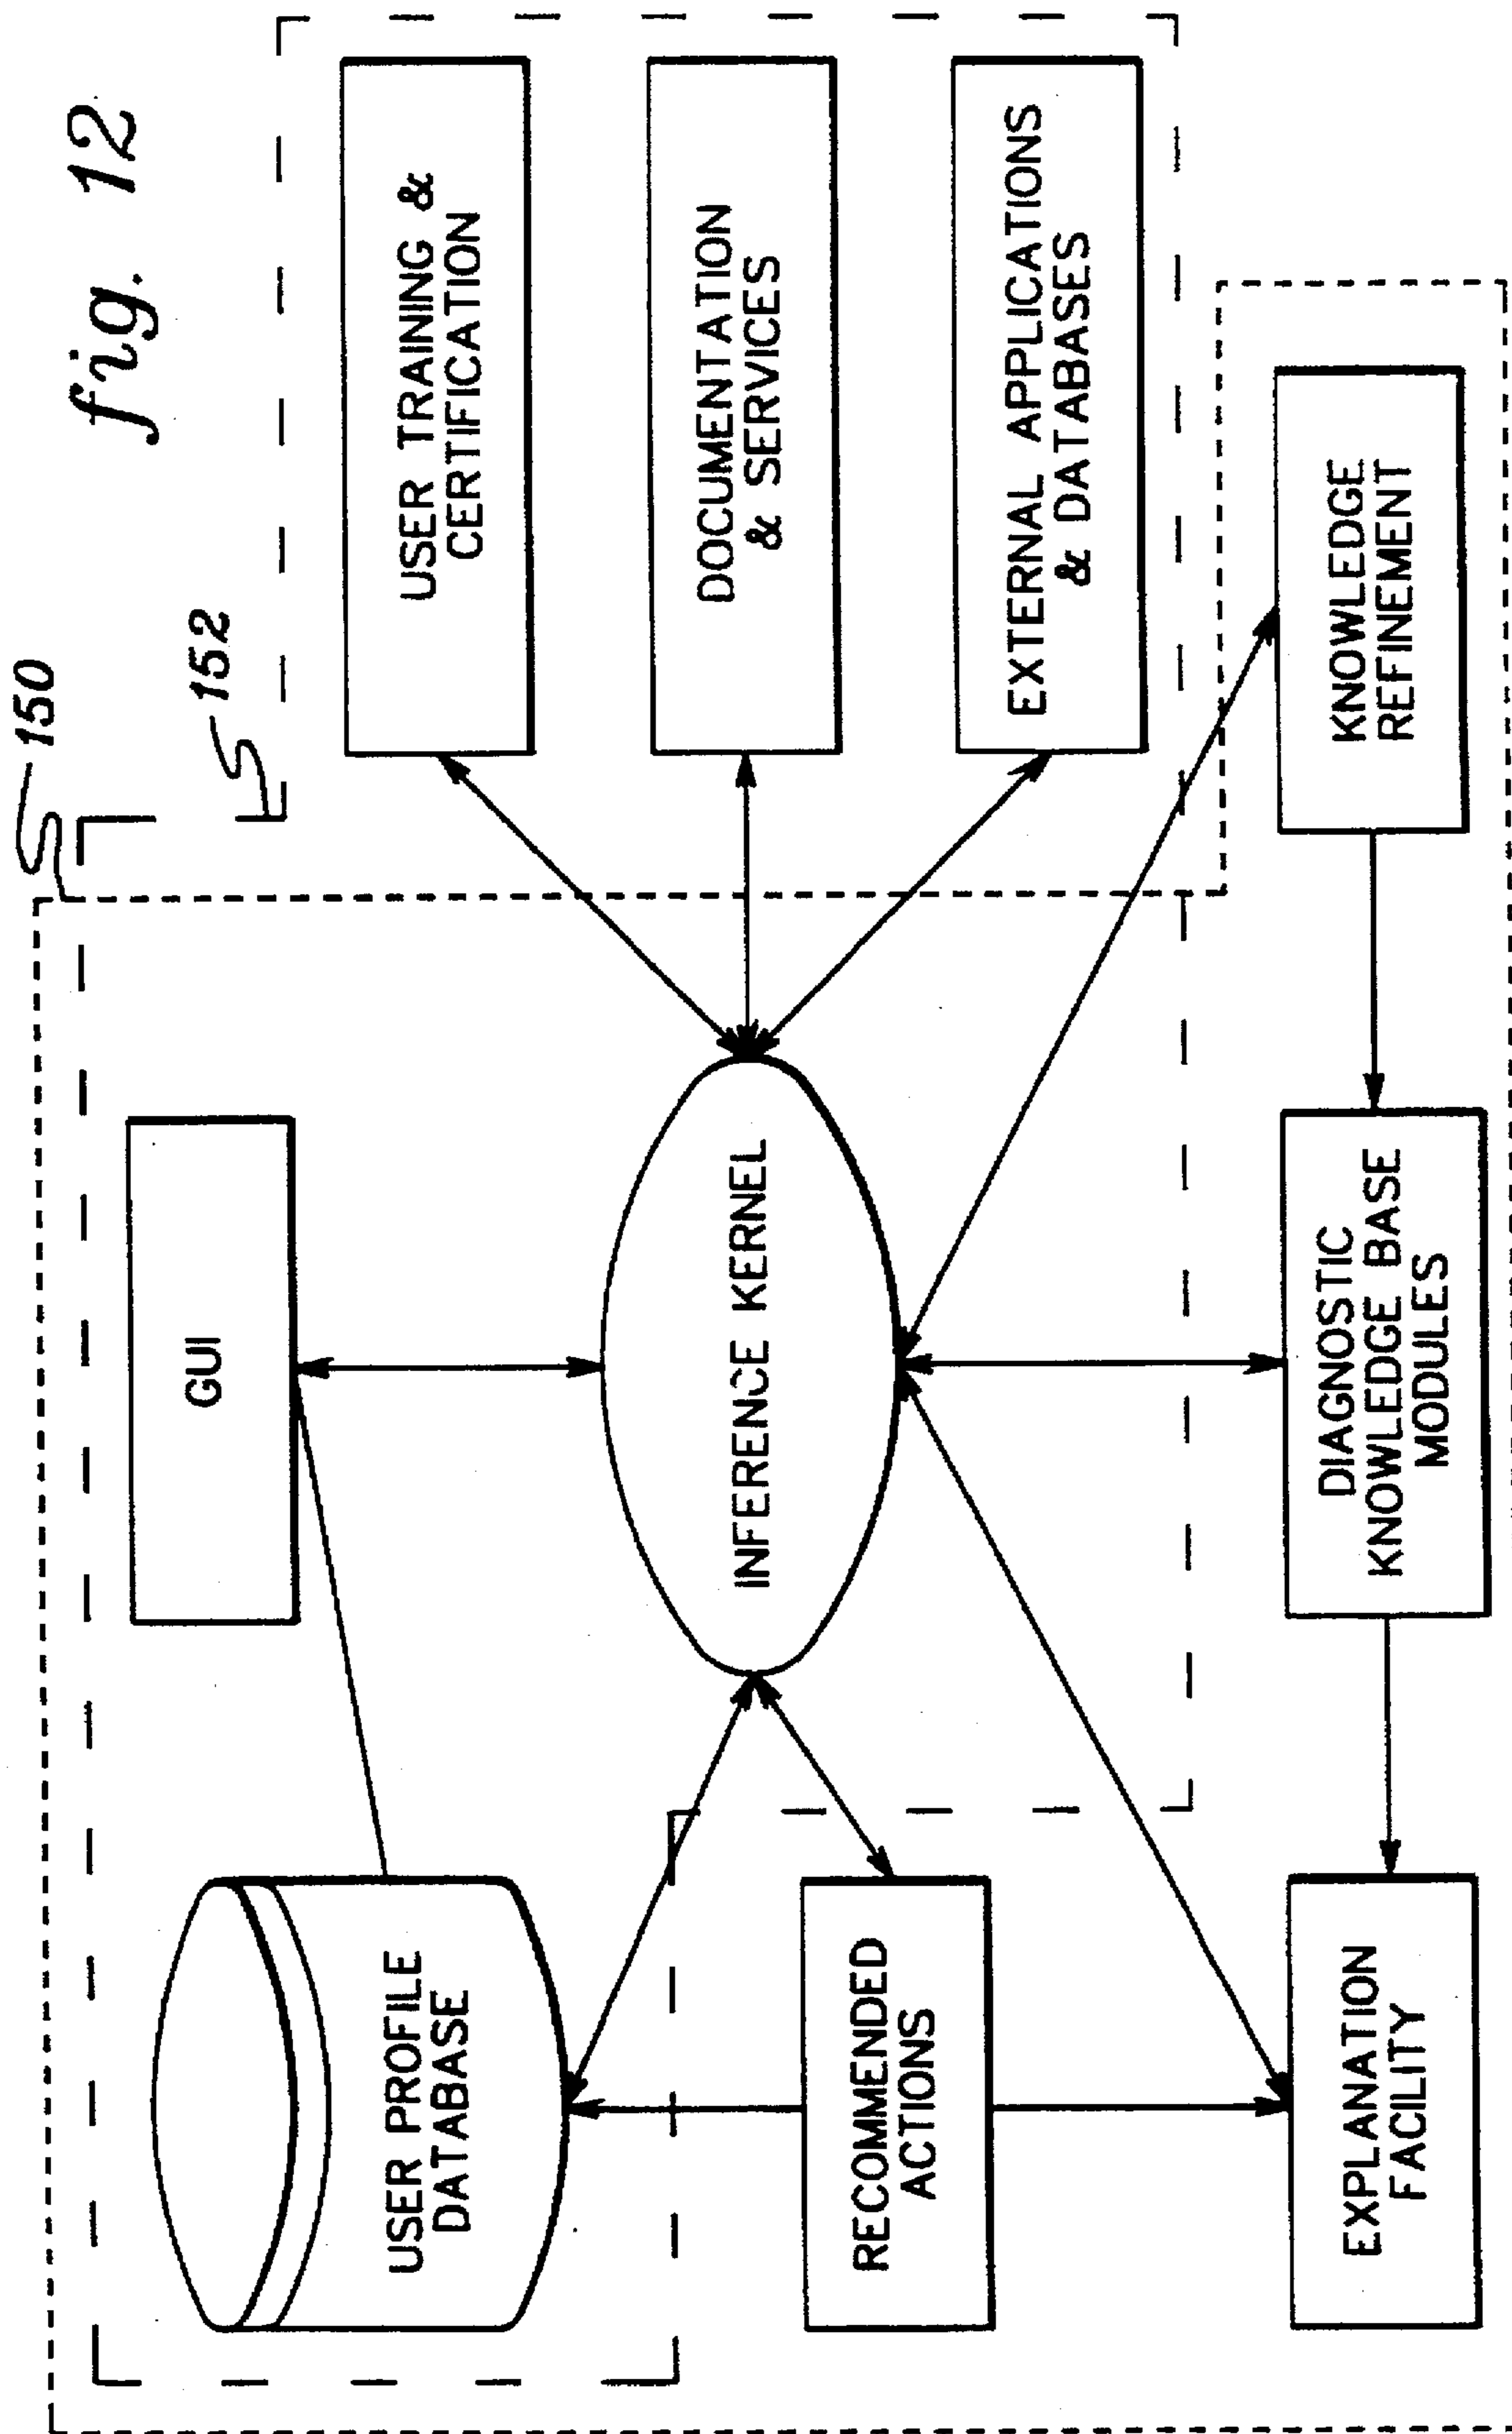 fig. 12
150
152
USER PROFILE
DATABASE
GUI
USER TRAINING &
CERTIFICATION
RECOMMENDED
ACTIONS
INFERENCE KERNEL
DOCUMENTATION
& SERVICES
EXTERNAL APPLICATIONS
& DATABASES
EXPLANATION
FACILITY
DIAGNOSTIC
KNOWLEDGE BASE
MODULES
KNOWLEDGE
REFINEMENT